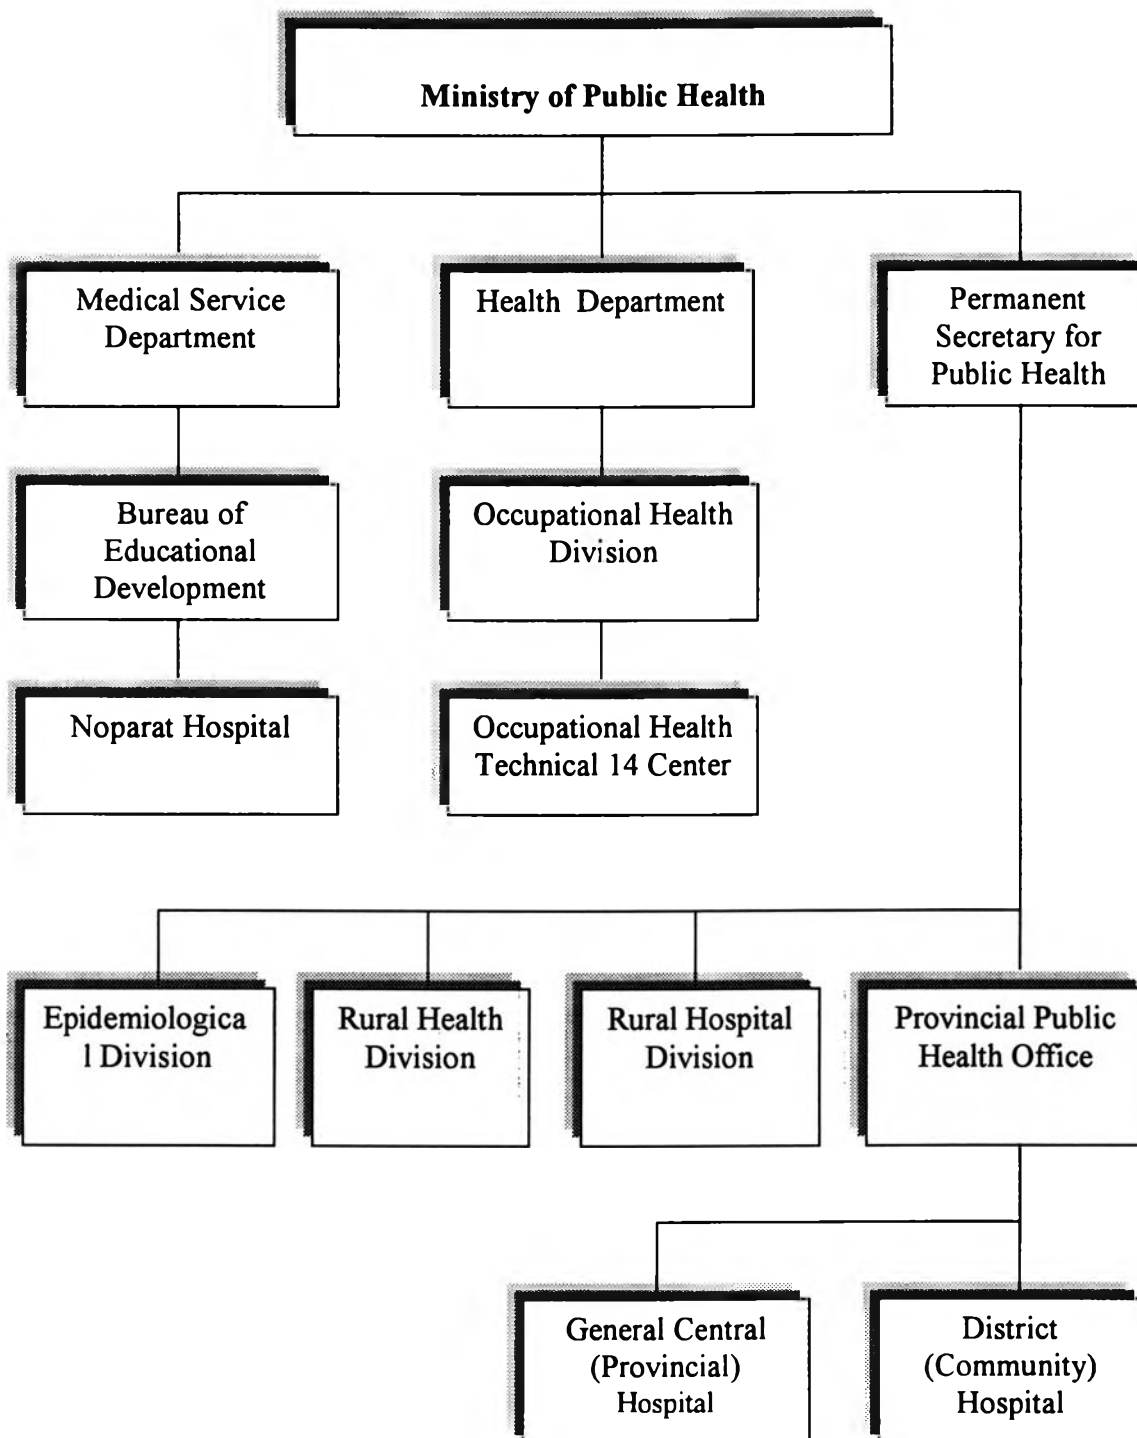 Ministry of Public Health
Medical Service
Department
Health Department
Permanent
Secretary for
Public Health
Bureau of
Educational
Development
Occupational Health
Division
Noparat Hospital
Occupational Health
Technical 14 Center
Epidemiologica
l Division
Rural Health
Division
Rural Hospital
Division
Provincial Public
Health Office
General Central
(Provincial)
Hospital
District
(Community)
Hospital